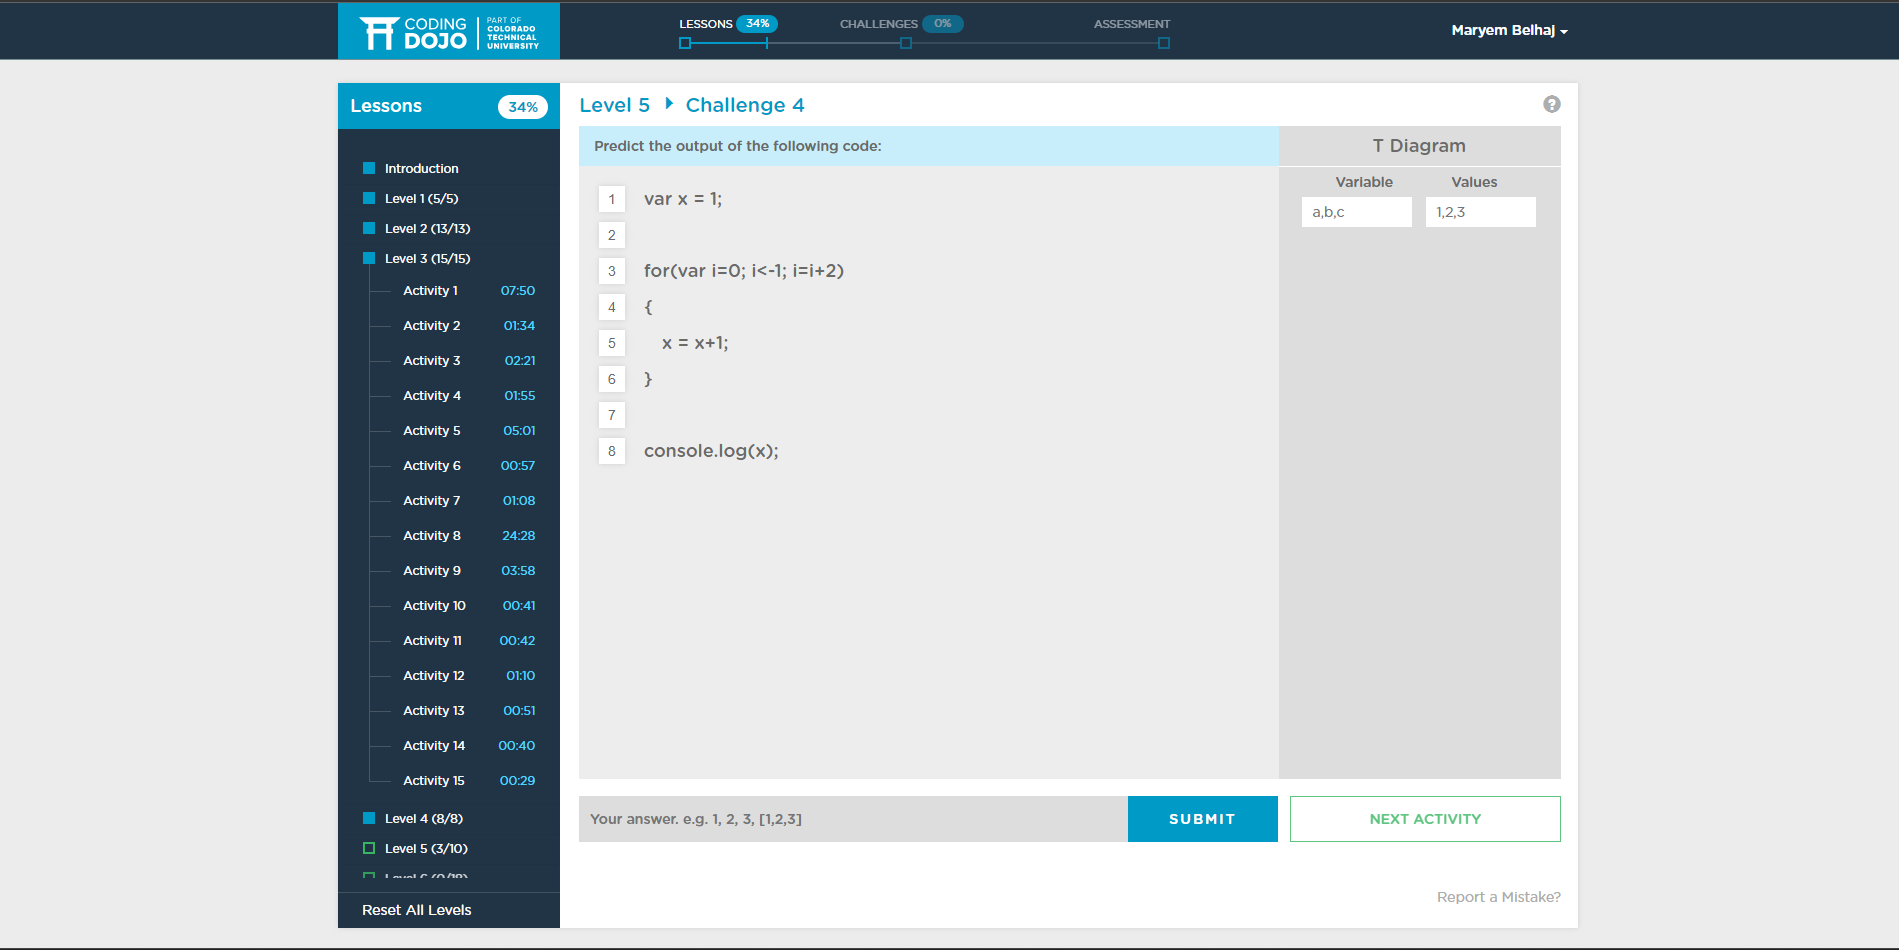 CODING DOJO
PART OF COLORADO TECHNICAL UNIVERSITY
LESSONS 34%
CHALLENGES 0%
ASSESSMENT
Maryem Belhaj
Lessons 34%
Introduction
Level 1 (5/5)
Level 2 (13/13)
Level 3 (15/15)
Activity 1 07:50
Activity 2 01:34
Activity 3 02:21
Activity 4 01:55
Activity 5 05:01
Activity 6 00:57
Activity 7 01:08
Activity 8 24:28
Activity 9 03:58
Activity 10 00:41
Activity 11 00:42
Activity 12 01:10
Activity 13 00:51
Activity 14 00:40
Activity 15 00:29
Level 4 (8/8)
Level 5 (3/10)
Reset All Levels
Level 5 Challenge 4
?
Predict the output of the following code:
1 var x = 1;
2
3 for(var i=0; i<-1; i=i+2)
4 {
5 x = x+1;
6 }
7
8 console.log(x);
T Diagram
Variable Values
a,b,c 1,2,3
Your answer. e.g. 1, 2, 3, [1,2,3]
SUBMIT
NEXT ACTIVITY
Report a Mistake?